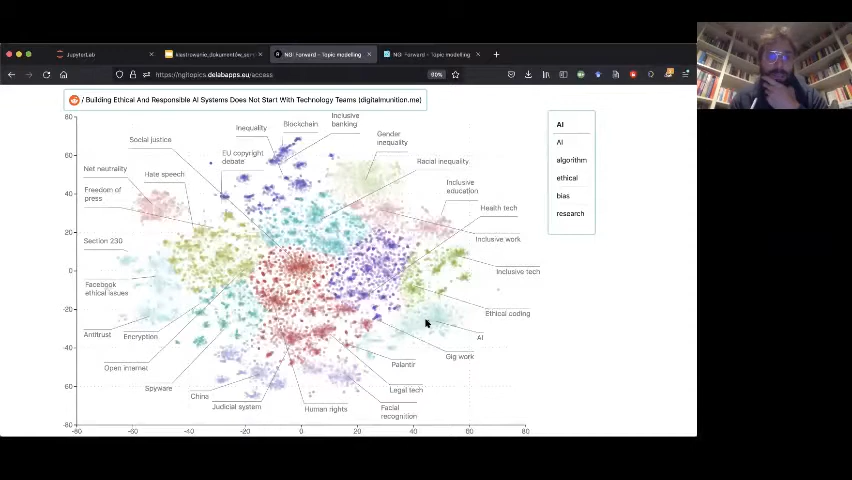 JupyterLab
klastrowanie_dokumentów_
NGI Forward – Topic modelling
NGI Forward – Topic modelling
https://ngitopics.delabapps.eu/access
90%
/ Building Ethical And Responsible AI Systems Does Not Start With Technology Teams (digitalmunition.me)
AI
AI
algorithm
ethical
bias
research
Inequality
Blockchain
Inclusive
banking
Social justice
EU copyright
debate
Gender
inequality
Racial inequality
Net neutrality
Hate speech
Freedom of
press
Inclusive
education
Health tech
Section 230
Inclusive work
Inclusive tech
Facebook
ethical issues
Ethical coding
Antitrust
Encryption
AI
Open internet
Gig work
Palantir
Spyware
Legal tech
China
Judicial system
Human rights
Facial
recognition
80
60
40
20
0
-20
-40
60
-80
-80
-60
-40
-20
0
20
40
60
80